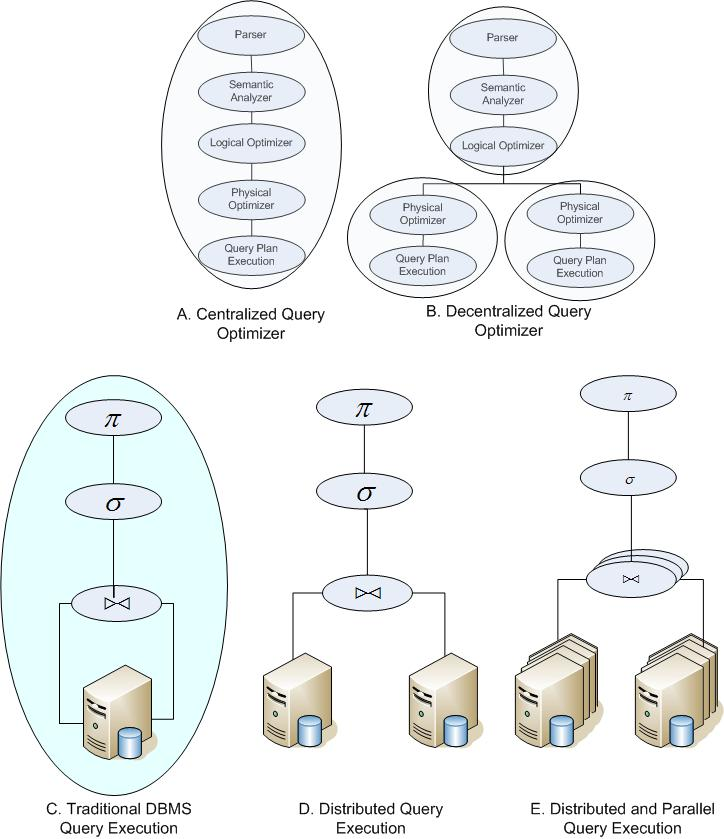 Parser
Semantic
Analyzer
Logical Optimizer
Physical
Optimizer
Query Plan
Execution
A. Centralized Query
Optimizer
Parser
Semantic
Analyzer
Logical Optimizer
Physical
Optimizer
Query Plan
Execution
Physical
Optimizer
Query Plan
Execution
B. Decentralized Query
Optimizer
π
σ
⋈
C. Traditional DBMS
Query Execution
π
σ
⋈
D. Distributed Query
Execution
π
σ
⋈
E. Distributed and Parallel
Query Execution